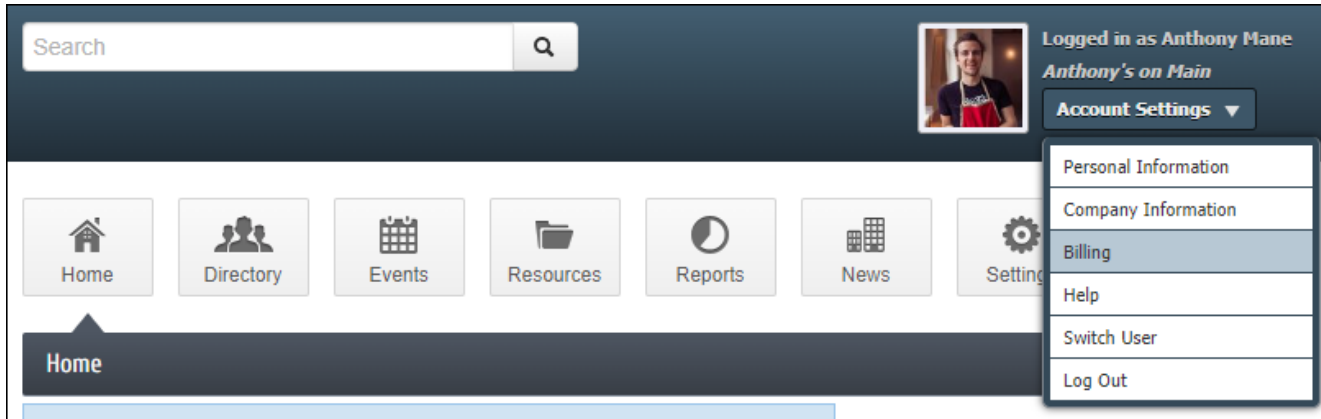 Search
Logged in as Anthony Mane
Anthony's on Main
Account Settings
Personal Information
Company Information
Billing
Help
Switch User
Log Out
Home
Directory
Events
Resources
Reports
News
Setting
Home